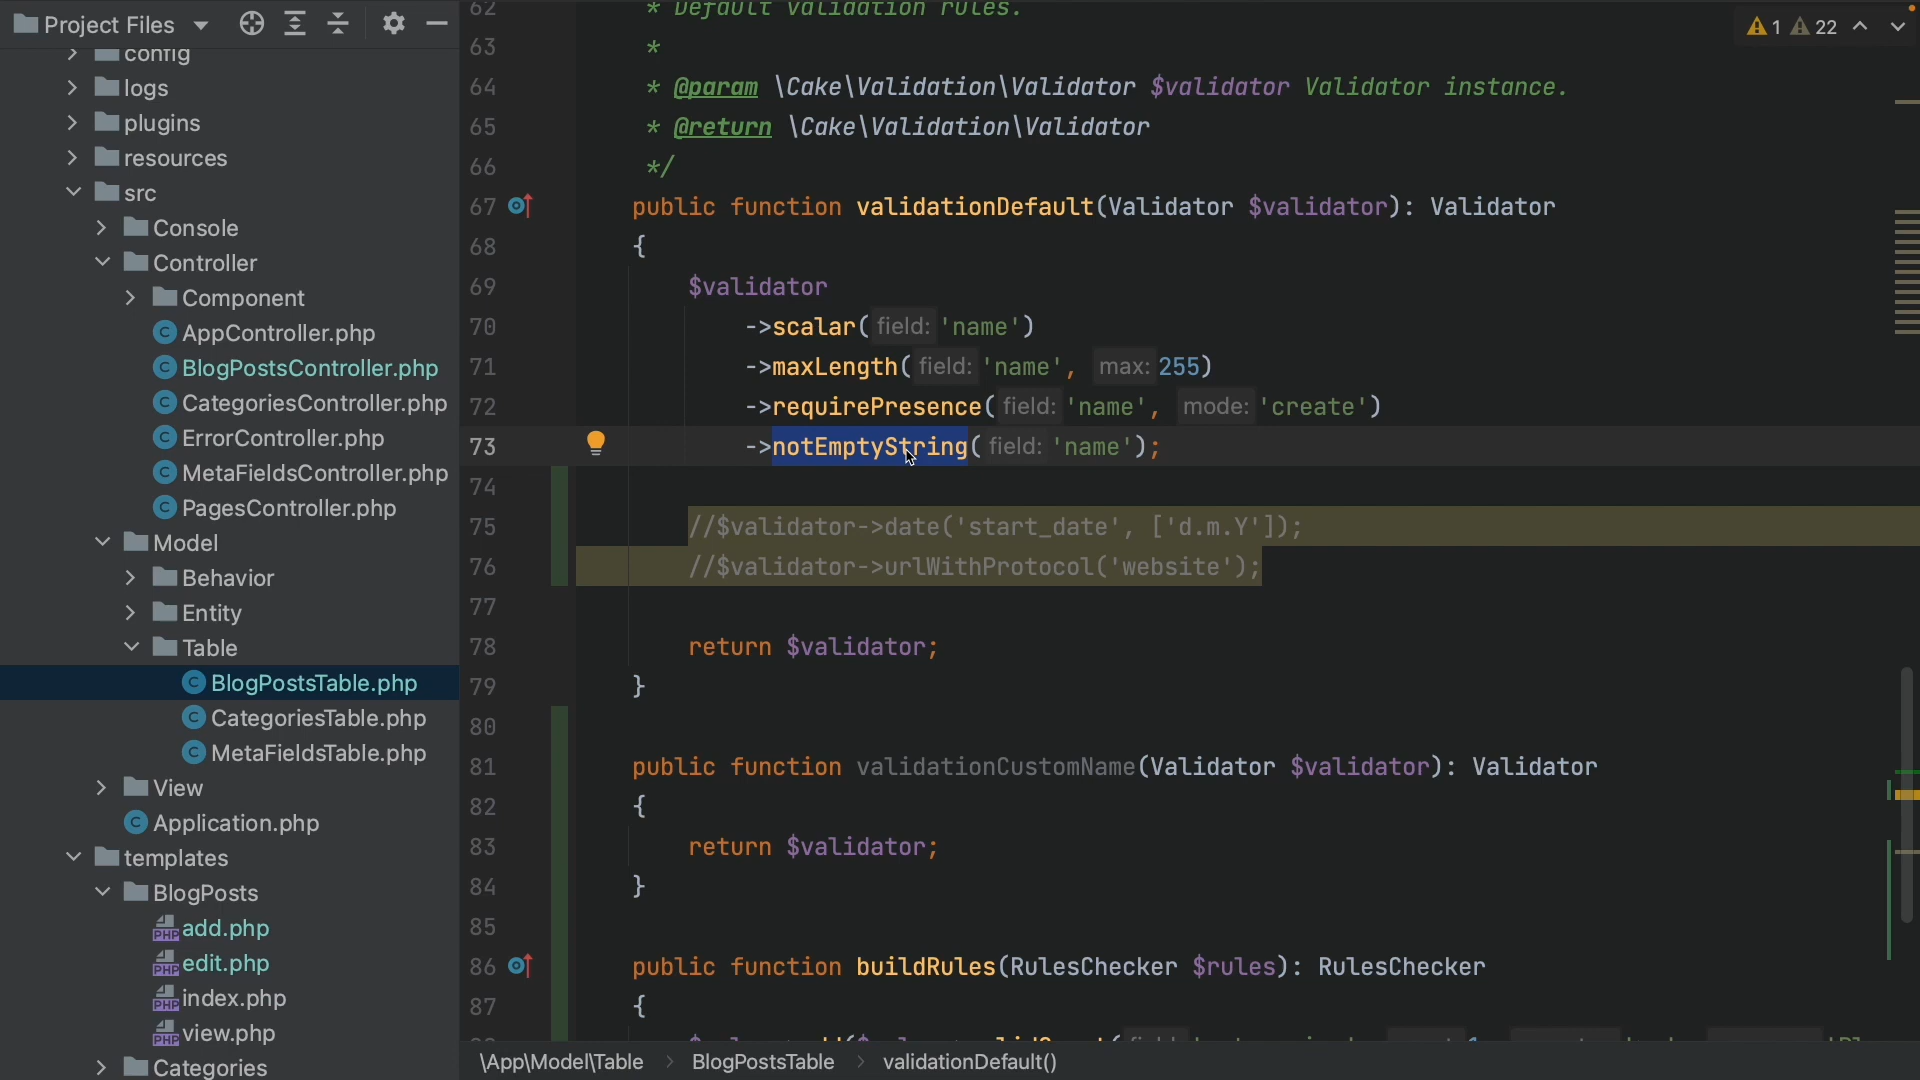 Project Files
config
logs
plugins
resources
src
Console
Controller
Component
AppController.php
BlogPostsController.php
CategoriesController.php
ErrorController.php
MetaFieldsController.php
PagesController.php
Model
Behavior
Entity
Table
BlogPostsTable.php
CategoriesTable.php
MetaFieldsTable.php
View
Application.php
templates
BlogPosts
add.php
edit.php
index.php
view.php
Categories
1 22
62 * Default validation rules.
63 *
64 * @param \Cake\Validation\Validator $validator Validator instance.
65 * @return \Cake\Validation\Validator
66 */
67 public function validationDefault(Validator $validator): Validator
68 {
69 $validator
70 ->scalar( field: 'name')
71 ->maxLength( field: 'name', max: 255)
72 ->requirePresence( field: 'name', mode: 'create')
73 ->notEmptyString( field: 'name');
74
75 //$validator->date('start_date', ['d.m.Y']);
76 //$validator->urlWithProtocol('website');
77
78 return $validator;
79 }
80
81 public function validationCustomName(Validator $validator): Validator
82 {
83 return $validator;
84 }
85
86 public function buildRules(RulesChecker $rules): RulesChecker
87 {
\App\Model\Table > BlogPostsTable > validationDefault()